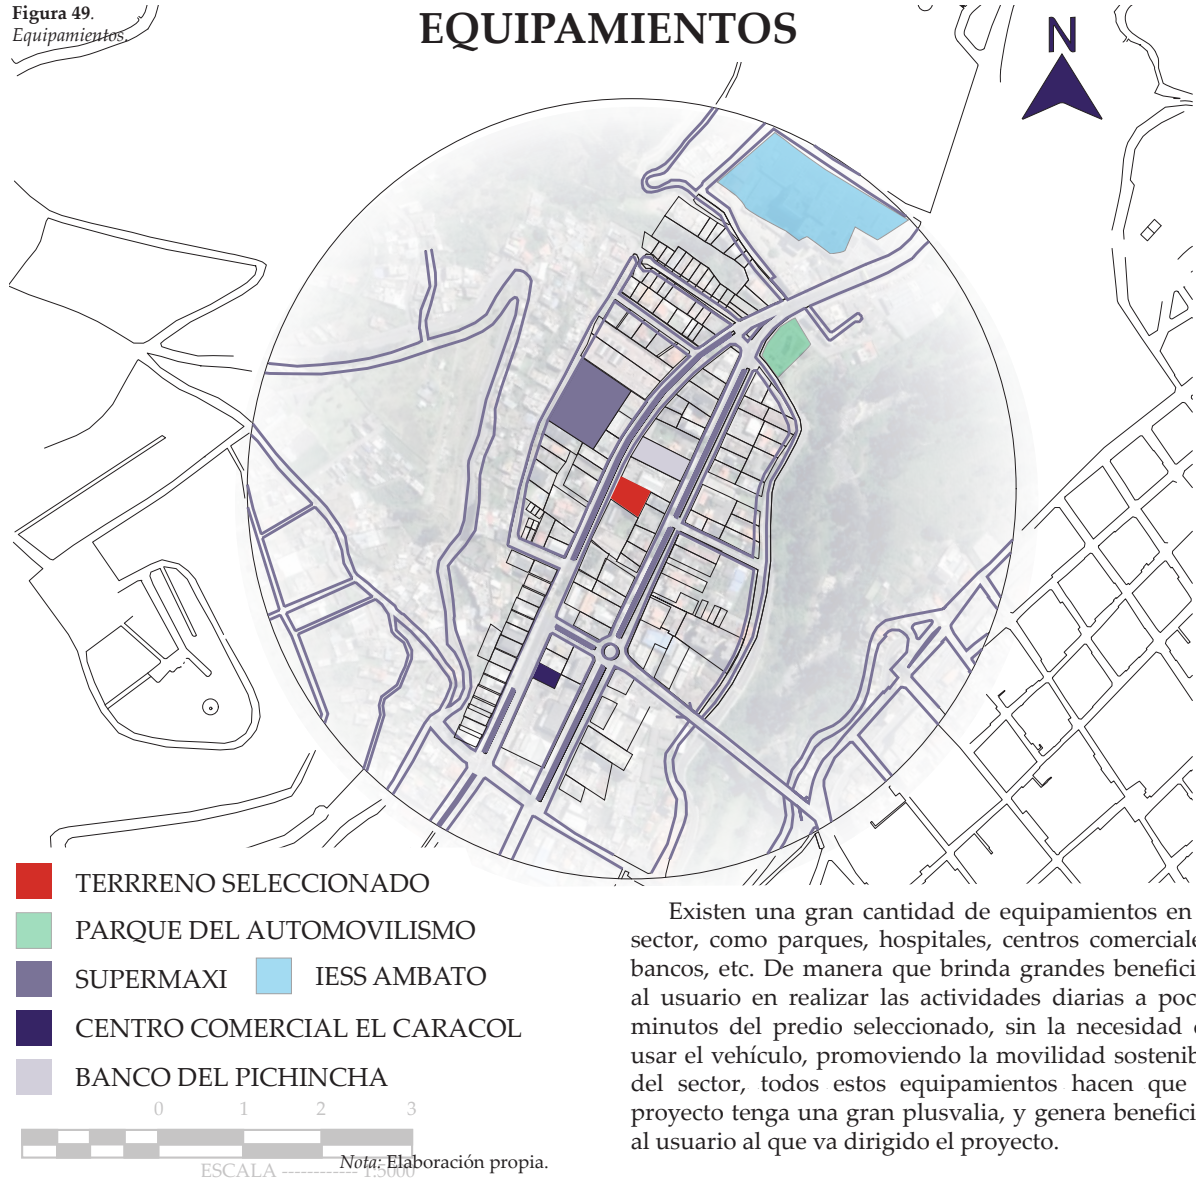 Figura 49.
Equipamientos.
EQUIPAMIENTOS
N
TERRRENO SELECCIONADO
PARQUE DEL AUTOMOVILISMO
SUPERMAXI
IESS AMBATO
CENTRO COMERCIAL EL CARACOL
BANCO DEL PICHINCHA
0 1 2 3
ESCALA ------------ 1:5000
Nota: Elaboración propia.
Existen una gran cantidad de equipamientos en
sector, como parques, hospitales, centros comerciale
bancos, etc. De manera que brinda grandes benefici
al usuario en realizar las actividades diarias a poc
minutos del predio seleccionado, sin la necesidad
usar el vehículo, promoviendo la movilidad sostenib
del sector, todos estos equipamientos hacen que
proyecto tenga una gran plusvalia, y genera benefici
al usuario al que va dirigido el proyecto.